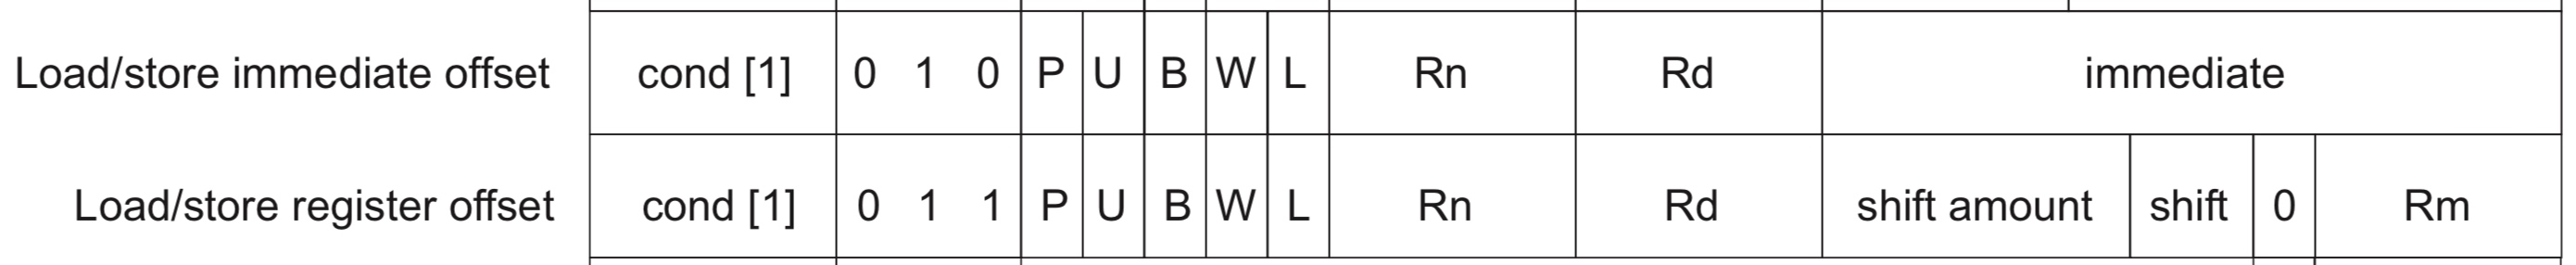 Load/store immediate offset cond [1] 0 1 0 P U B W L Rn Rd immediate
Load/store register offset cond [1] 0 1 1 P U B W L Rn Rd shift amount shift 0 Rm